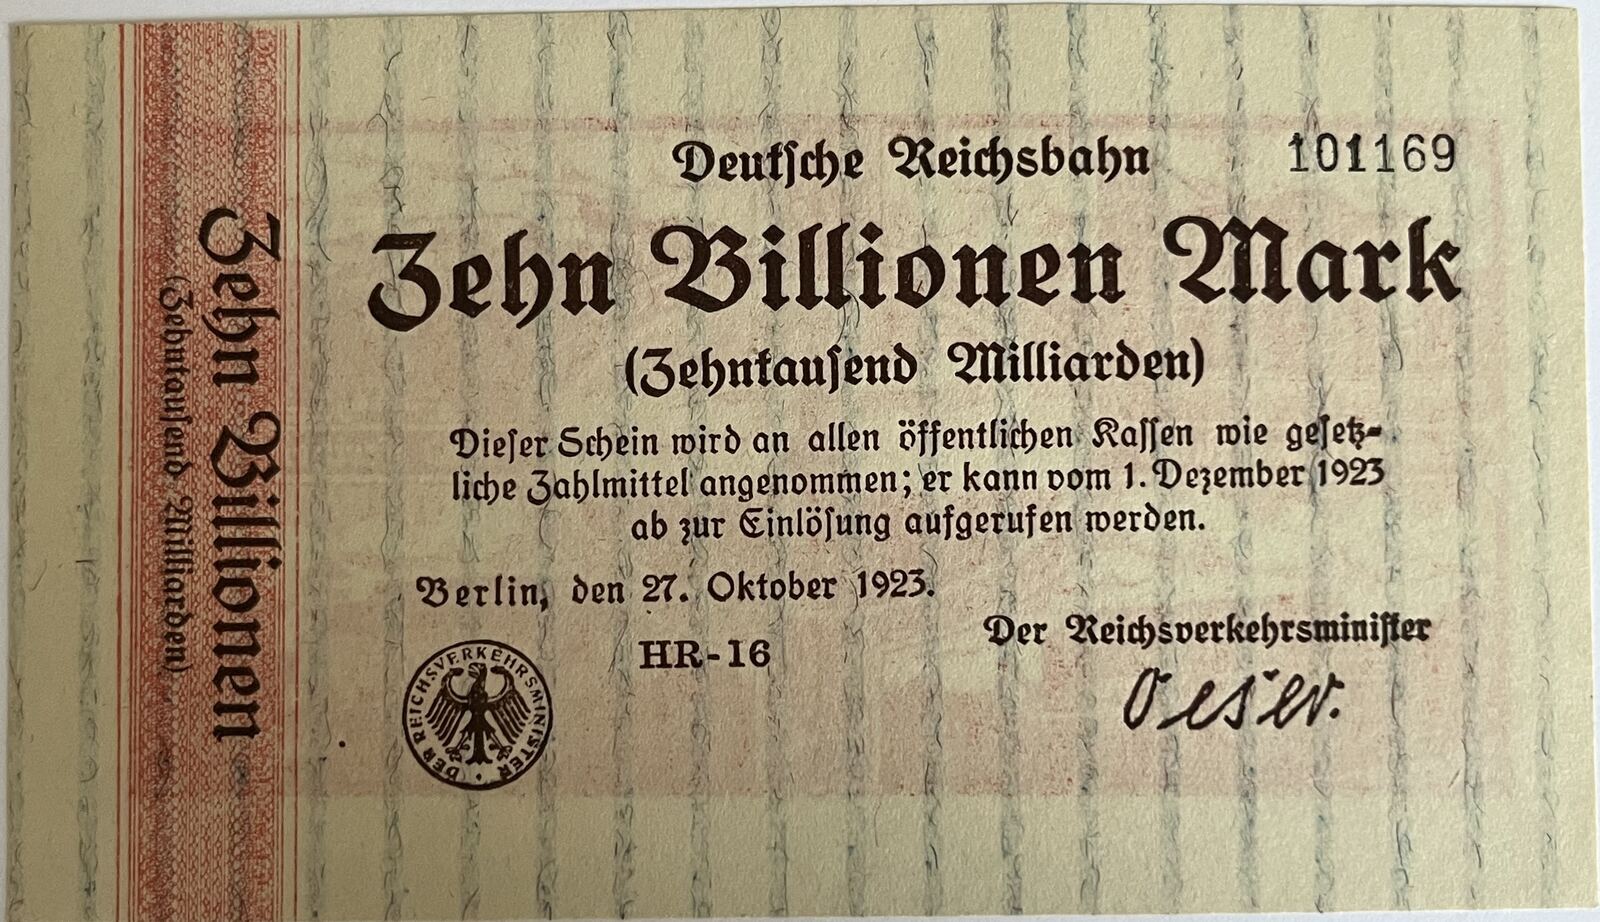 Deutsche Reichsbahn
101169
Zehn Billionen Mark
(Zehntausend Milliarden)
Dieser Schein wird an allen öffentlichen Kassen wie gesetz-
liche Zahlmittel angenommen; er kann vom 1. Dezember 1923
ab zur Einlösung aufgerufen werden.
Berlin, den 27. Oktober 1923.
HR-16
Der Reichsverkehrsminister
Oeser.
DER REICHSVERKEHRSMINISTER
Zehn Billionen
(Zehntausend Milliarden)